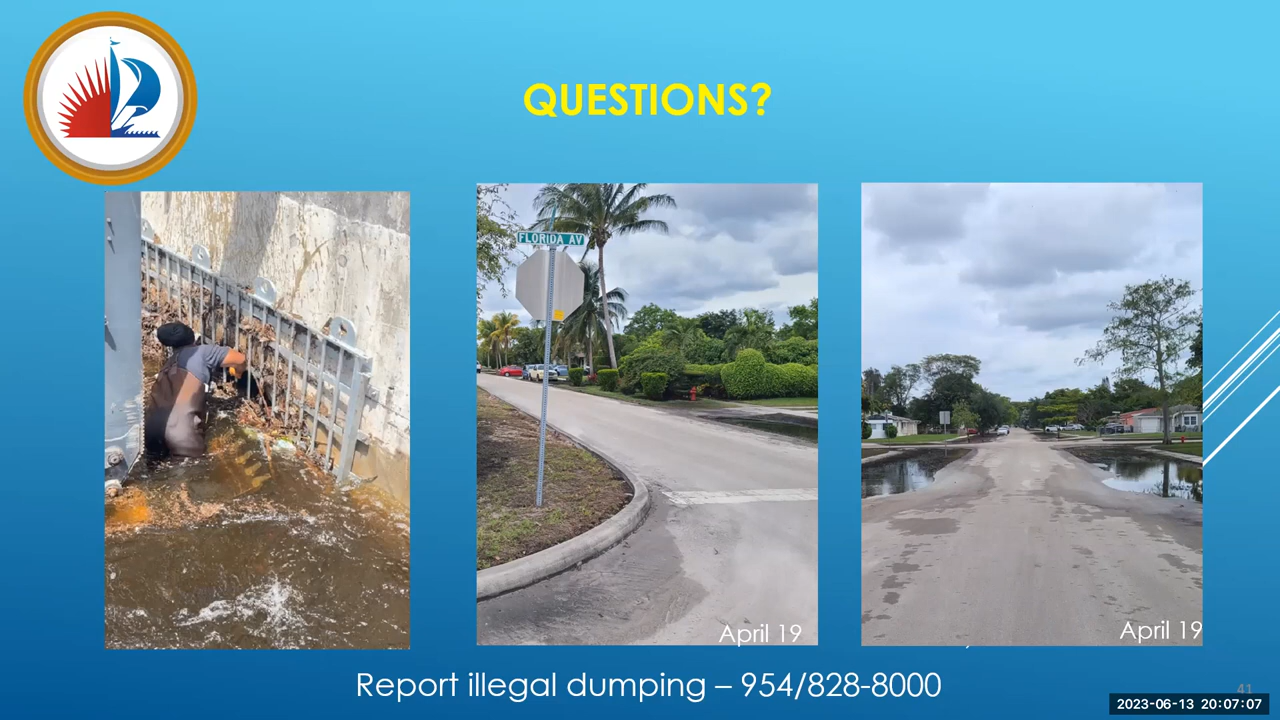 QUESTIONS?
FLORIDA AV
April 19
April 19
Report illegal dumping – 954/828-8000
41
2023-06-13 20:07:07